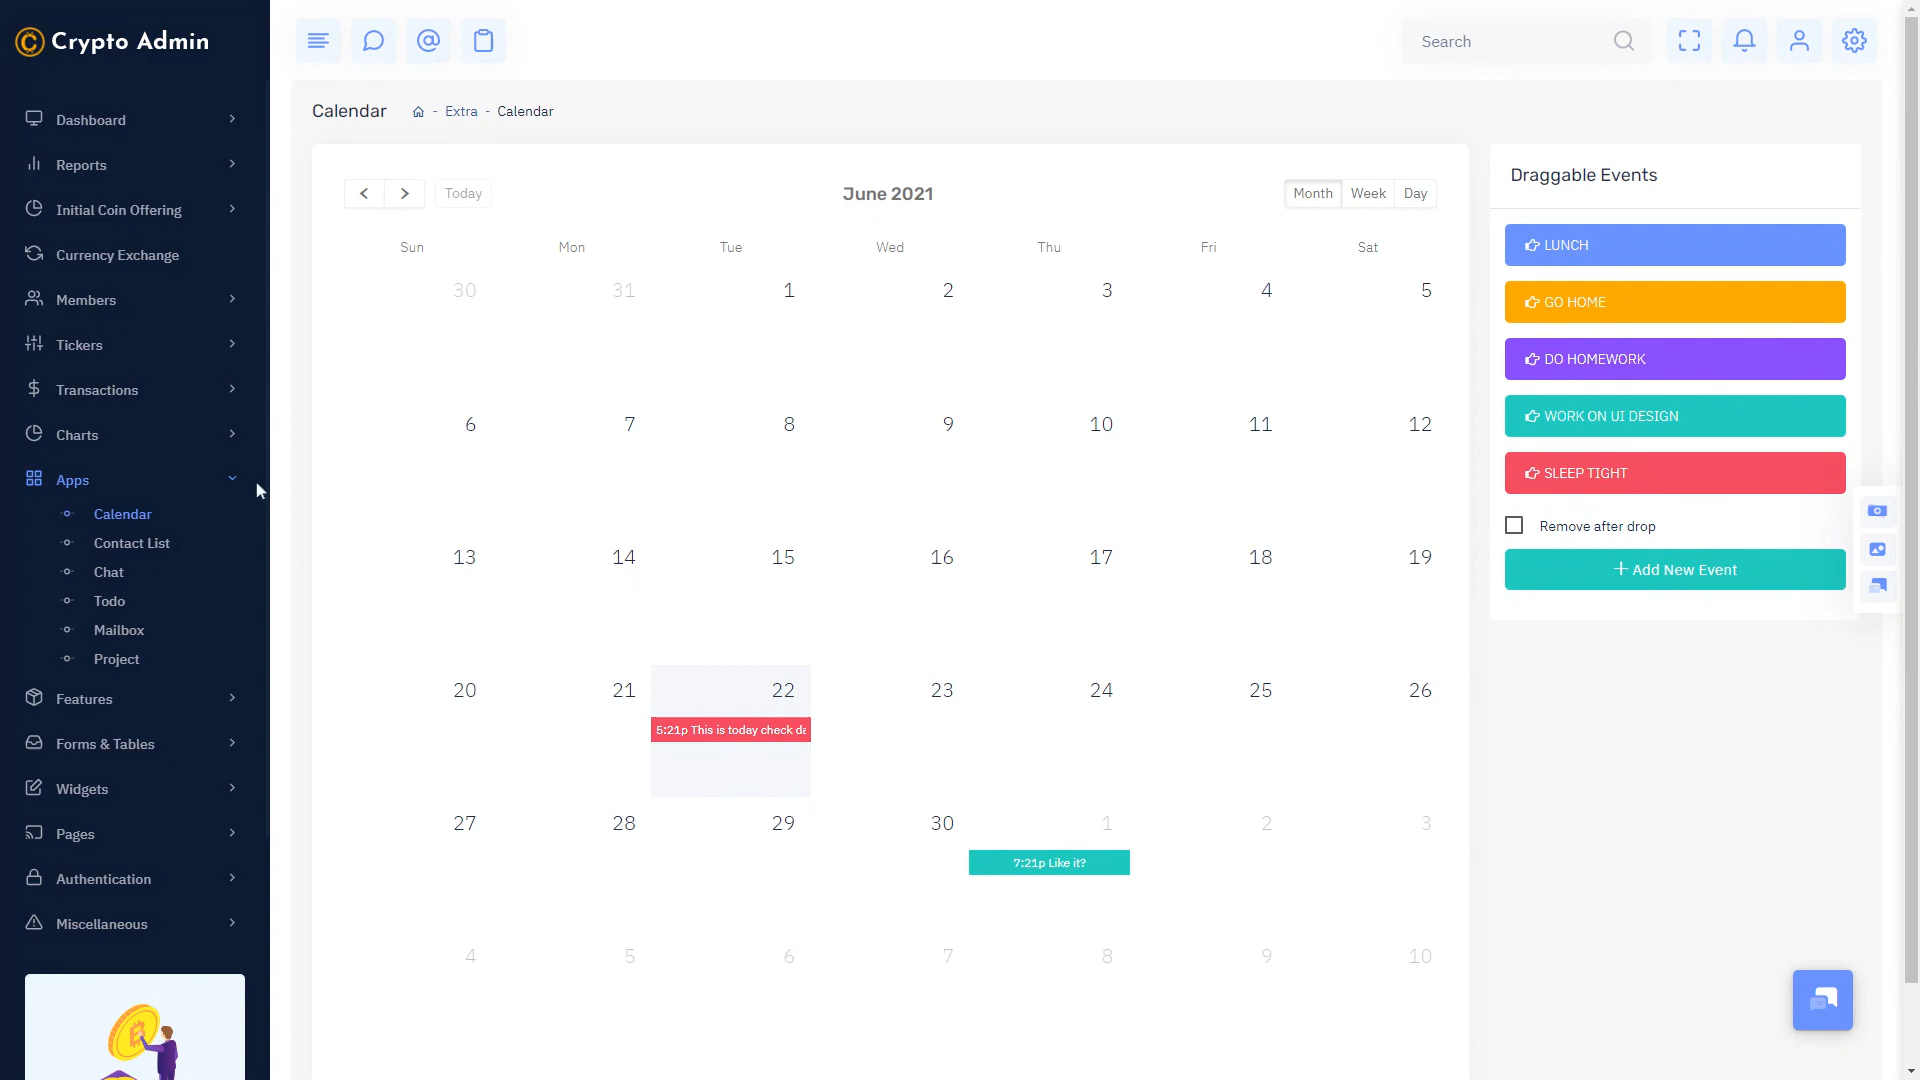 Crypto Admin
Search
Dashboard
Reports
Initial Coin Offering
Currency Exchange
Members
Tickers
Transactions
Charts
Apps
Calendar
Contact List
Chat
Todo
Mailbox
Project
Features
Forms & Tables
Widgets
Pages
Authentication
Miscellaneous
Calendar - Extra - Calendar
Today
June 2021
Month Week Day
Sun Mon Tue Wed Thu Fri Sat
30 31 1 2 3 4 5
6 7 8 9 10 11 12
13 14 15 16 17 18 19
20 21 22 23 24 25 26
5:21p This is today check
27 28 29 30 1 2 3
7:21p Like it?
4 5 6 7 8 9 10
Draggable Events
LUNCH
GO HOME
DO HOMEWORK
WORK ON UI DESIGN
SLEEP TIGHT
Remove after drop
+ Add New Event